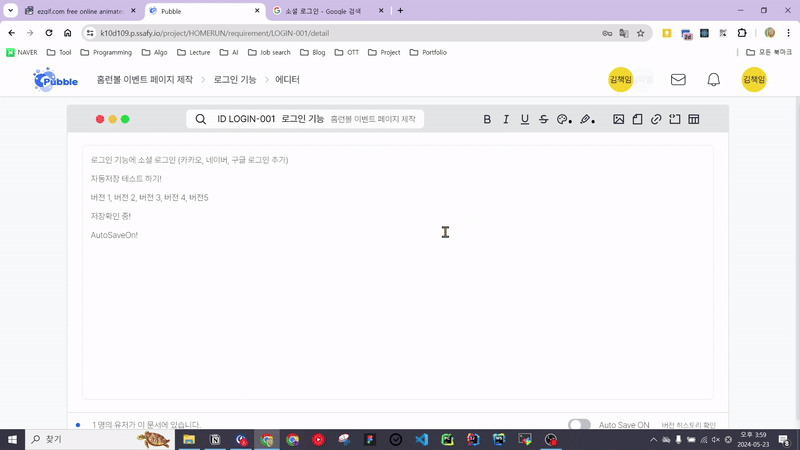 ezgif.com free online animate
Pubble
소셜 로그인 - Google 검색
k10d109.p.ssafy.io/project/HOMERUN/requirement/LOGIN-001/detail
NAVER Tool Programming Algo Lecture AI Job search Blog OTT Project Portfolio 모든 북마크
Pubble 홈런볼 이벤트 페이지 제작 > 로그인 기능 > 에디터 김책임 김책임
ID LOGIN-001 로그인 기능 홈런볼 이벤트 페이지 제작
로그인 기능에 소셜 로그인 (카카오, 네이버, 구글 로그인 추가)
자동저장 테스트 하기!
버전 1, 버전 2, 버전 3, 버전 4, 버전5
저장확인 중!
AutoSaveOn!
1 명의 유저가 이 문서에 있습니다. Auto Save ON 버전 히스토리 확인
찾기
오후 3:59
2024-05-23